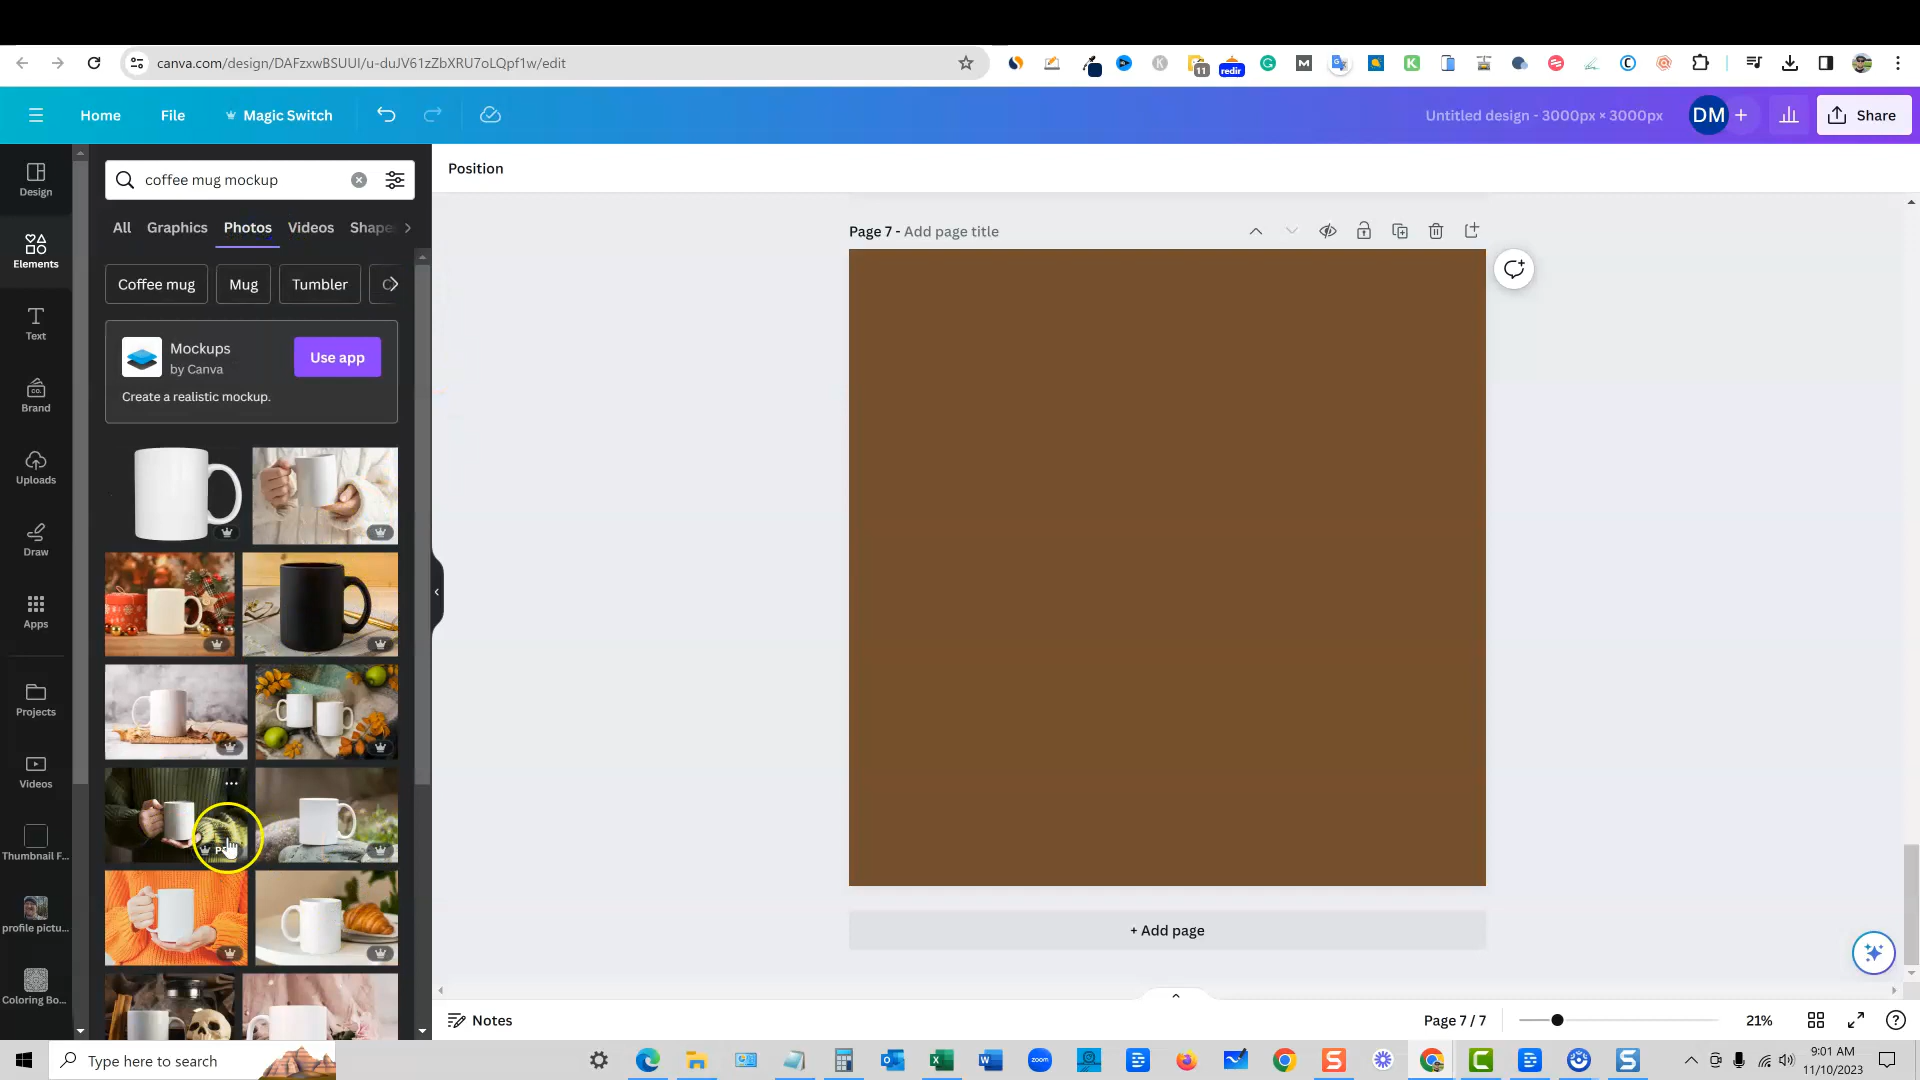 canva.com/design/DAFzxwBSUUI/u-duJV61zZbXRU7oLQpf1w/edit
11
redir
Home
File
Magic Switch
Untitled design - 3000px × 3000px
DM
Share
Design
Elements
Text
Brand
Uploads
Draw
Apps
Projects
Videos
Thumbnail F...
profile pictu...
Coloring Bo...
coffee mug mockup
All
Graphics
Photos
Videos
Shape
Coffee mug
Mug
Tumbler
Mockups
by Canva
Use app
Create a realistic mockup.
Position
Page 7 - Add page title
+ Add page
Notes
Page 7 / 7
21%
Type here to search
zoom
9:01 AM
11/10/2023